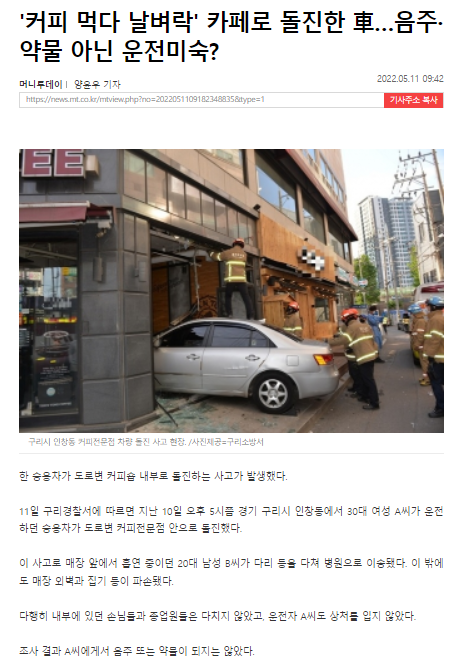 '커피 먹다 날벼락' 카페로 돌진한 車…음주·
약물 아닌 운전미숙?
머니투데이 | 양윤우 기자
2022.05.11 09:42
https://news.mt.co.kr/mtview.php?no=2022051109182348835&type=1
기사주소 복사
EE
구리시 인창동 커피전문점 차량 돌진 사고 현장. /사진제공=구리소방서
한 승용차가 도로변 커피숍 내부로 돌진하는 사고가 발생했다.
11일 구리경찰서에 따르면 지난 10일 오후 5시쯤 경기 구리시 인창동에서 30대 여성 A씨가 운전
하던 승용차가 도로변 커피전문점 안으로 돌진했다.
이 사고로 매장 앞에서 흡연 중이던 20대 남성 B씨가 다리 등을 다쳐 병원으로 이송됐다. 이 밖에
도 매장 외벽과 집기 등이 파손됐다.
다행히 내부에 있던 손님들과 종업원들은 다치지 않았고, 운전자 A씨도 상처를 입지 않았다.
조사 결과 A씨에게서 음주 또는 약물이 되지는 않았다.